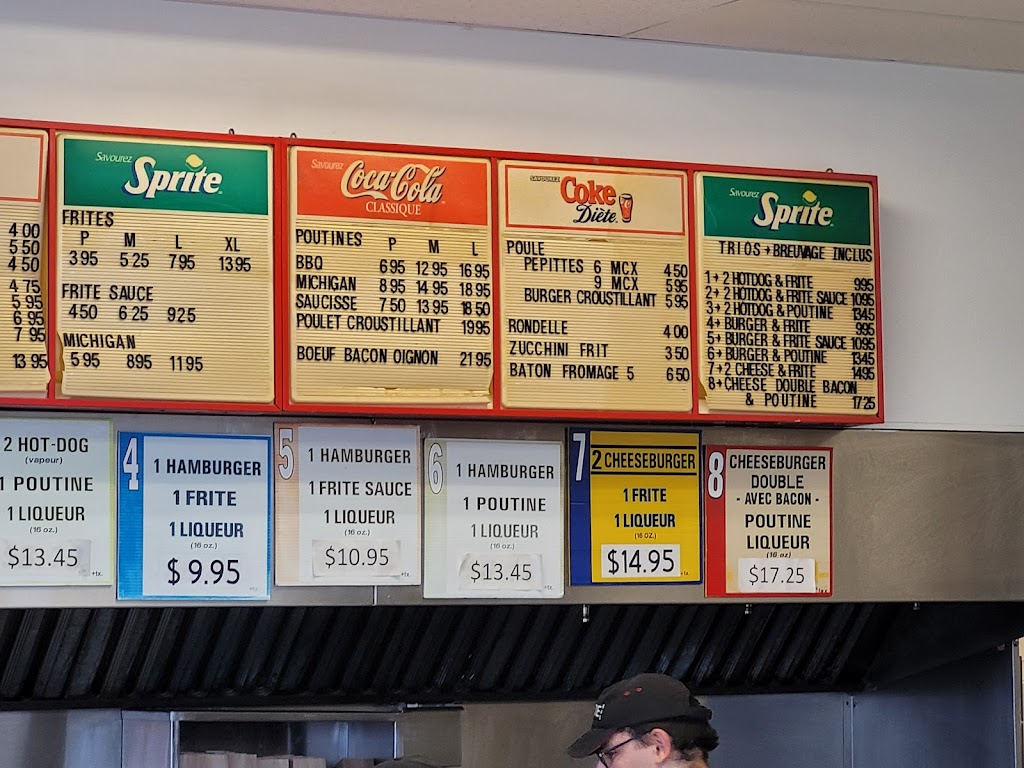 4 00
5 50
4 50
4 75
5 95
6 95
7 95
13 95
Savourez
Sprite
FRITES
P M L XL
3 95 5 25 7 95 13 95
FRITE SAUCE
4 50 6 25 9 25
MICHIGAN
5 95 8 95 11 95
Savourez
Coca-Cola
CLASSIQUE
POUTINES P M L
BBQ 6 95 12 95 16 95
MICHIGAN 8 95 14 95 18 95
SAUCISSE 7 50 13 95 18 50
POULET CROUSTILLANT 19 95
BOEUF BACON OIGNON 21 95
SAVOUREZ
Coke
Diète
POULE
PEPITTES 6 MCX 4 50
9 MCX 5 95
BURGER CROUSTILLANT 5 95
RONDELLE 4 00
ZUCCHINI FRIT 3 50
BATON FROMAGE 5 6 50
Savourez
Sprite
TRIOS + BREUVAGE INCLUS
1+ 2 HOTDOG & FRITE 9 95
2+ 2 HOTDOG & FRITE SAUCE 10 95
3+ 2 HOTDOG & POUTINE 13 45
4+ BURGER & FRITE 9 95
5+ BURGER & FRITE SAUCE 10 95
6+ BURGER & POUTINE 13 45
7+ 2 CHEESE & FRITE 14 95
8+ CHEESE DOUBLE BACON
& POUTINE 17 25
2 HOT-DOG
(vapeur)
1 POUTINE
1 LIQUEUR
(16 oz.)
$13.45
+tx.
4
1 HAMBURGER
1 FRITE
1 LIQUEUR
(16 oz.)
$ 9.95
+tx.
5
1 HAMBURGER
1 FRITE SAUCE
1 LIQUEUR
(16 oz.)
$10.95
+tx.
6
1 HAMBURGER
1 POUTINE
1 LIQUEUR
(16 oz.)
$13.45
+tx.
7
2 CHEESEBURGER
1 FRITE
1 LIQUEUR
(16 oz.)
$14.95
+tx.
8
CHEESEBURGER
DOUBLE
- AVEC BACON -
POUTINE
LIQUEUR
(16 oz)
$17.25